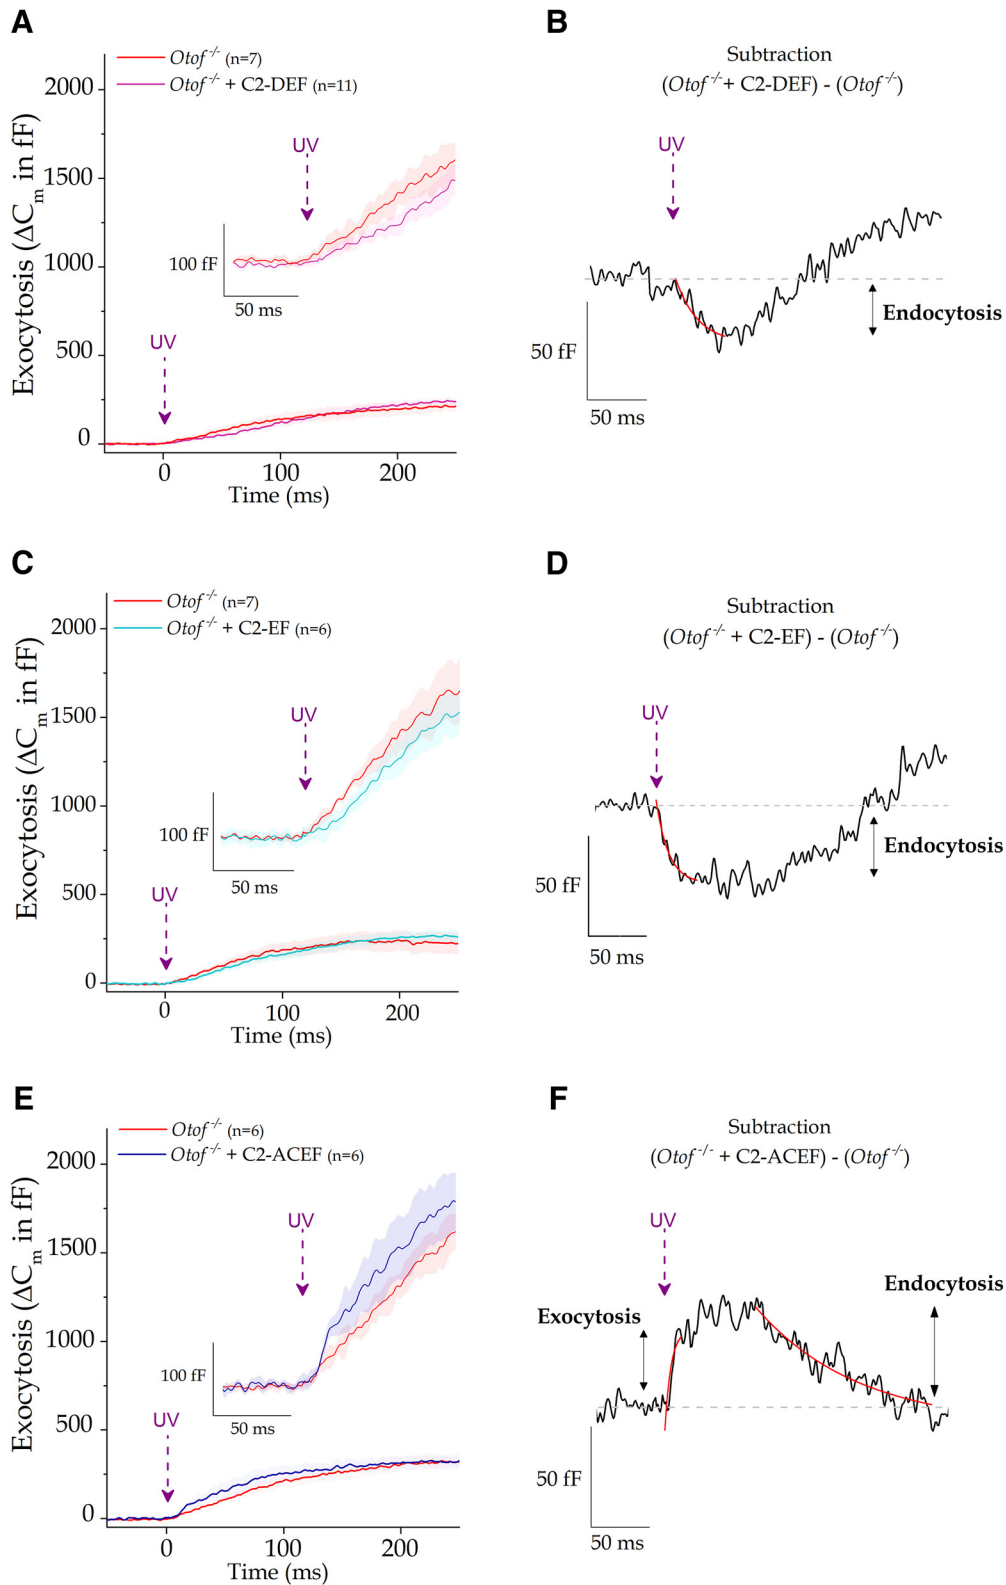 A
Otof -/- (n=7)
Otof -/- + C2-DEF (n=11)
Exocytosis (ΔCm in fF)
2000
1500
1000
500
0
UV
100 fF
50 ms
UV
0
100
200
Time (ms)
B
Subtraction
(Otof -/- + C2-DEF) - (Otof -/-)
UV
Endocytosis
50 fF
50 ms
C
Otof -/- (n=7)
Otof -/- + C2-EF (n=6)
Exocytosis (ΔCm in fF)
2000
1500
1000
500
0
UV
100 fF
50 ms
UV
0
100
200
Time (ms)
D
Subtraction
(Otof -/- + C2-EF) - (Otof -/-)
UV
Endocytosis
50 fF
50 ms
E
Otof -/- (n=6)
Otof -/- + C2-ACEF (n=6)
Exocytosis (ΔCm in fF)
2000
1500
1000
500
0
UV
100 fF
50 ms
UV
0
100
200
Time (ms)
F
Subtraction
(Otof -/- + C2-ACEF) - (Otof -/-)
UV
Endocytosis
Exocytosis
50 fF
50 ms